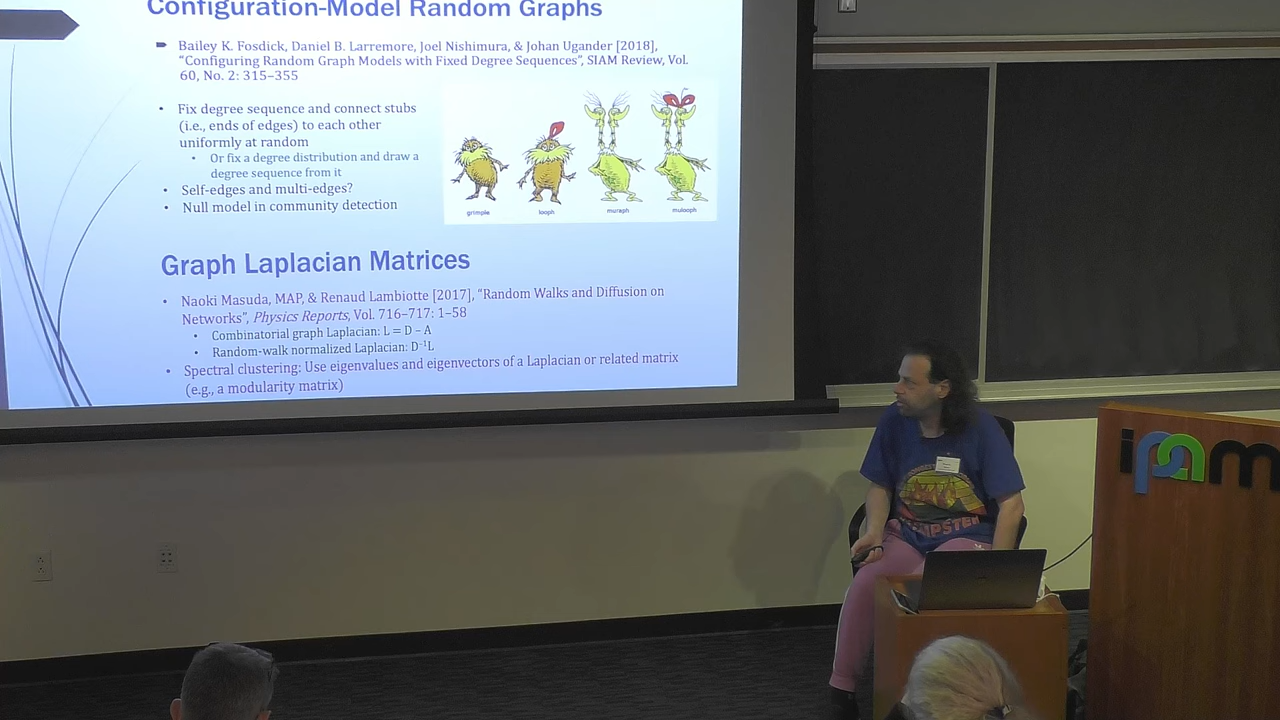 Configuration-Model Random Graphs
Bailey K. Fosdick, Daniel B. Larremore, Joel Nishimura, & Johan Ugander [2018],
"Configuring Random Graph Models with Fixed Degree Sequences", SIAM Review, Vol.
60, No. 2: 315–355
• Fix degree sequence and connect stubs
(i.e., ends of edges) to each other
uniformly at random
• Or fix a degree distribution and draw a
degree sequence from it
• Self-edges and multi-edges?
• Null model in community detection
grimple looph muraph mulooph
Graph Laplacian Matrices
• Naoki Masuda, MAP, & Renaud Lambiotte [2017], "Random Walks and Diffusion on
Networks", Physics Reports, Vol. 716–717: 1–58
• Combinatorial graph Laplacian: L = D – A
• Random-walk normalized Laplacian: D⁻¹L
• Spectral clustering: Use eigenvalues and eigenvectors of a Laplacian or related matrix
(e.g., a modularity matrix)
ipam